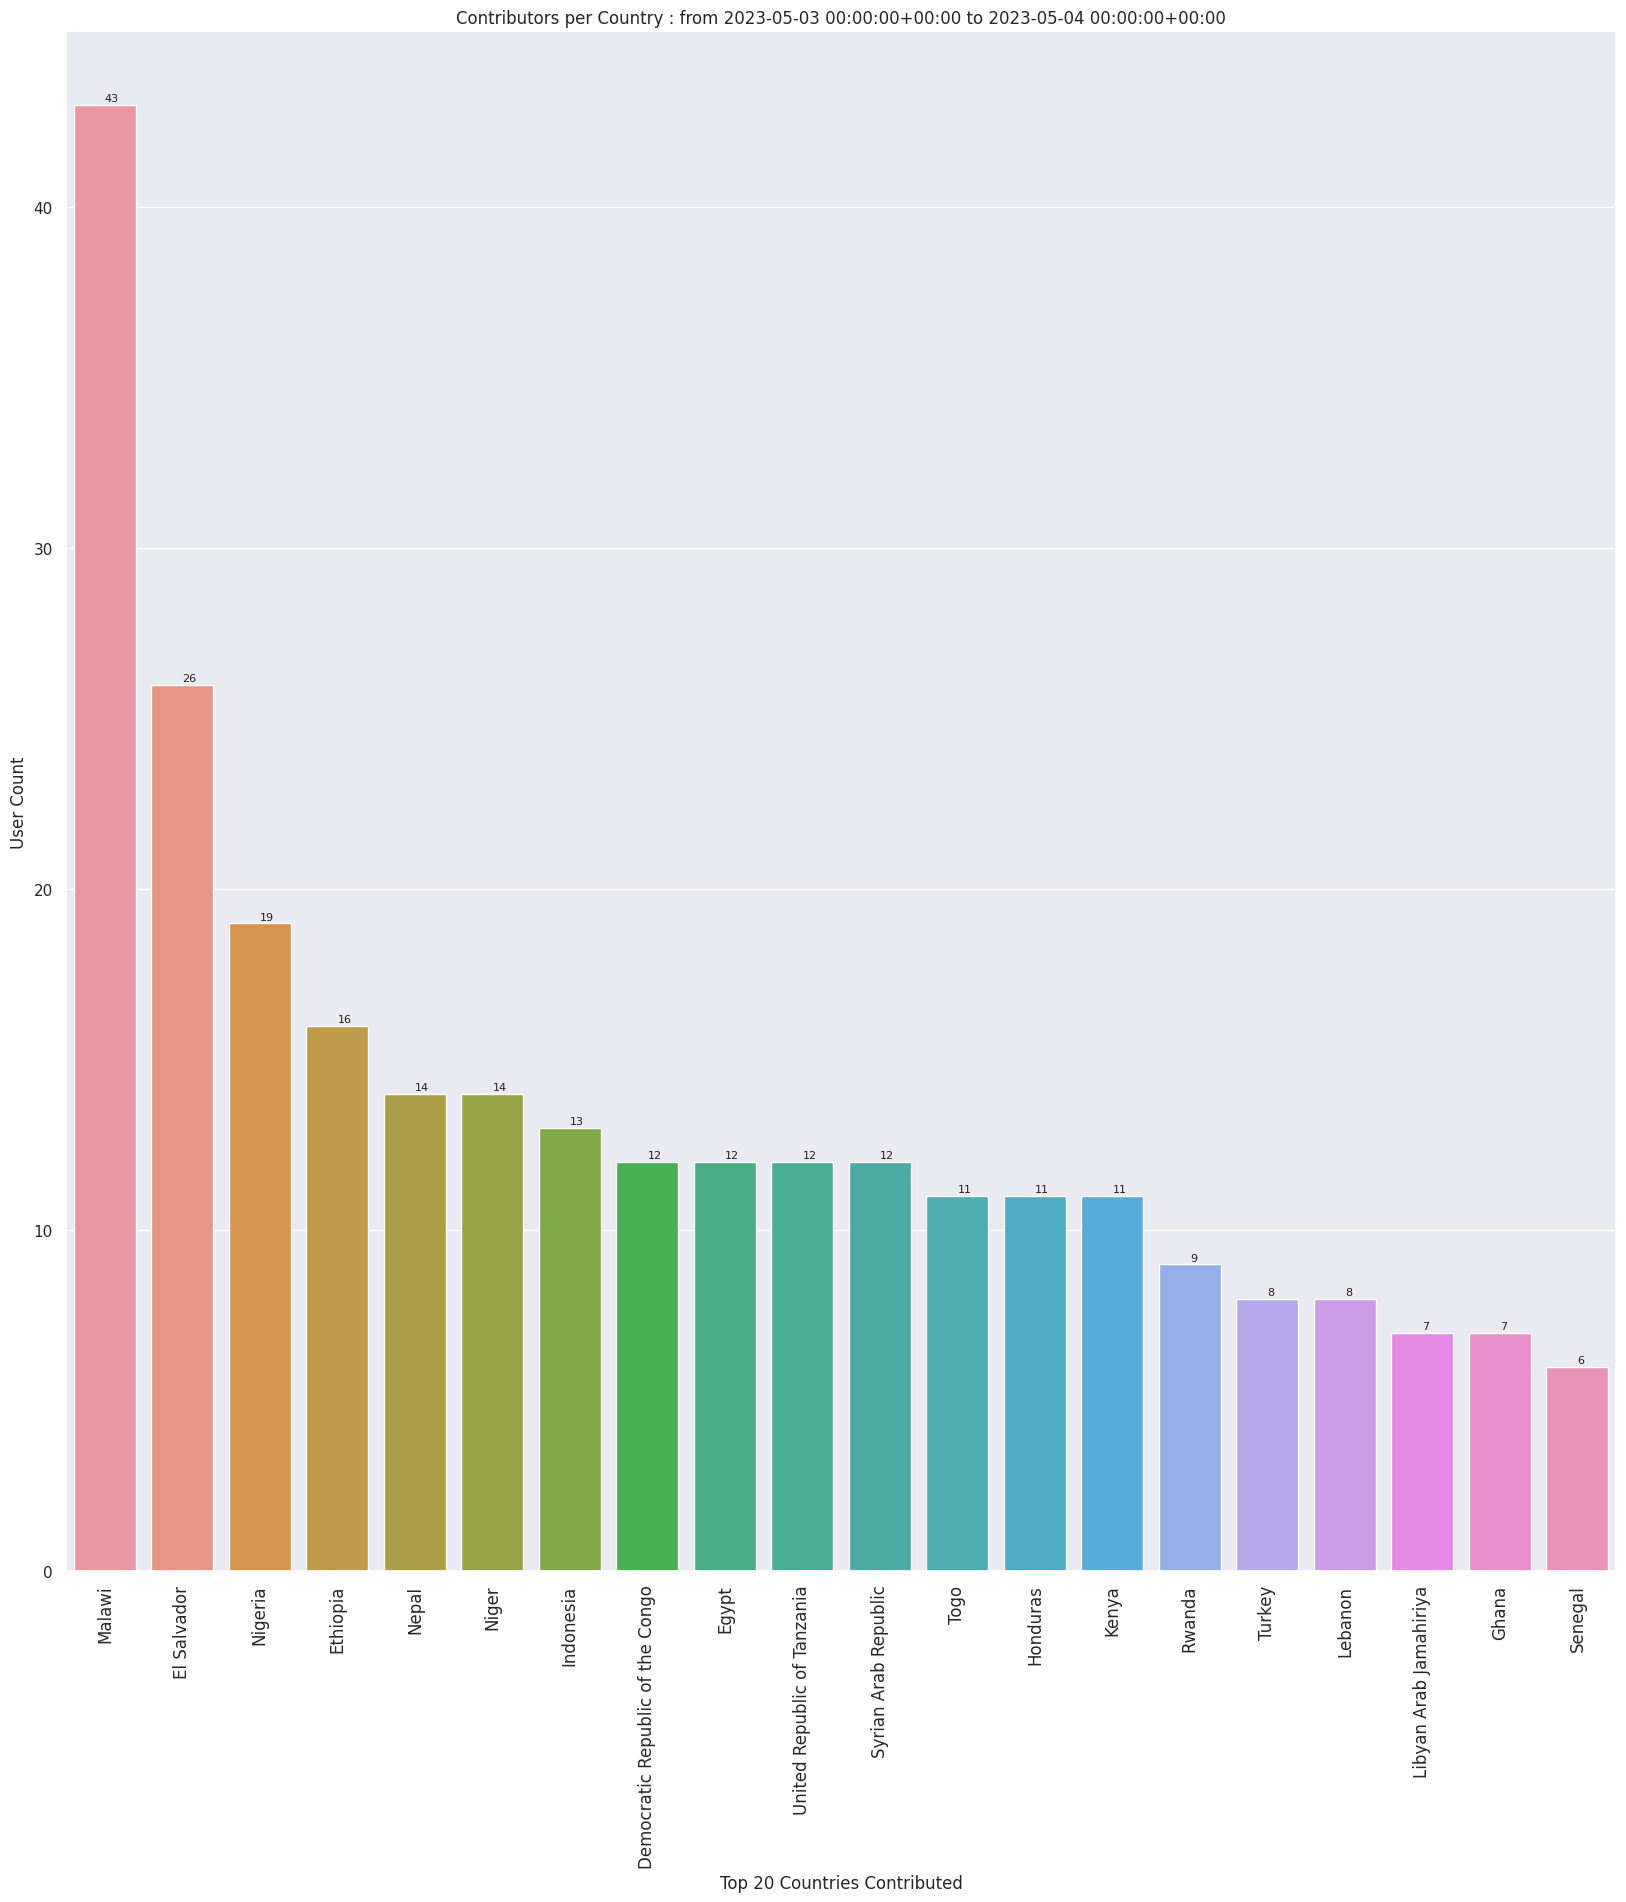 Contributors per Country : from 2023-05-03 00:00:00+00:00 to 2023-05-04 00:00:00+00:00
User Count
40
30
20
10
0
43
26
19
16
14
14
13
12
12
12
12
11
11
11
9
8
8
7
7
6
Malawi
El Salvador
Nigeria
Ethiopia
Nepal
Niger
Indonesia
Democratic Republic of the Congo
Egypt
United Republic of Tanzania
Syrian Arab Republic
Togo
Honduras
Kenya
Rwanda
Turkey
Lebanon
Libyan Arab Jamahiriya
Ghana
Senegal
Top 20 Countries Contributed